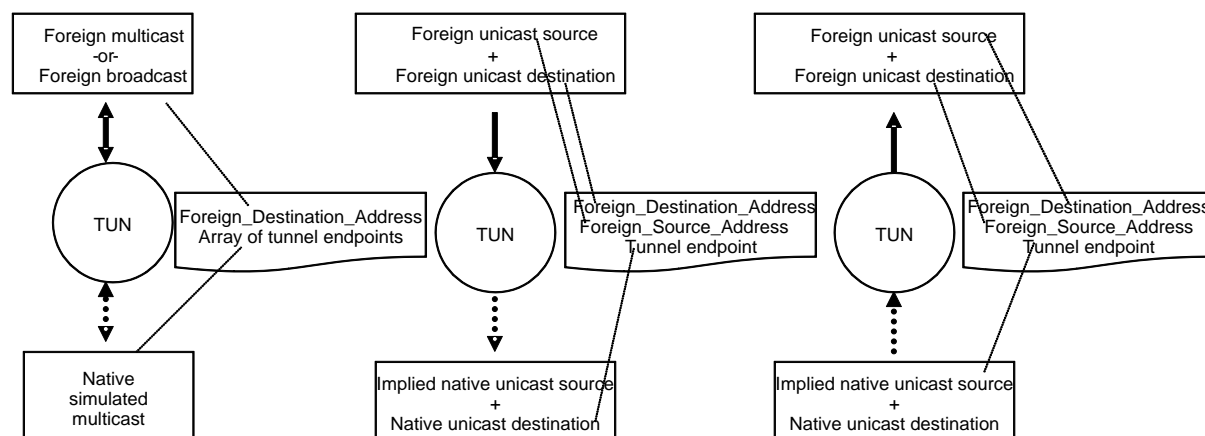 Foreign multicast
-or-
Foreign broadcast
TUN
Foreign_Destination_Address
Array of tunnel endpoints
Native
simulated
multicast
Foreign unicast source
+
Foreign unicast destination
TUN
Foreign_Destination_Address
Foreign_Source_Address
Tunnel endpoint
Implied native unicast source
+
Native unicast destination
Foreign unicast source
+
Foreign unicast destination
TUN
Foreign_Destination_Address
Foreign_Source_Address
Tunnel endpoint
Implied native unicast source
+
Native unicast destination